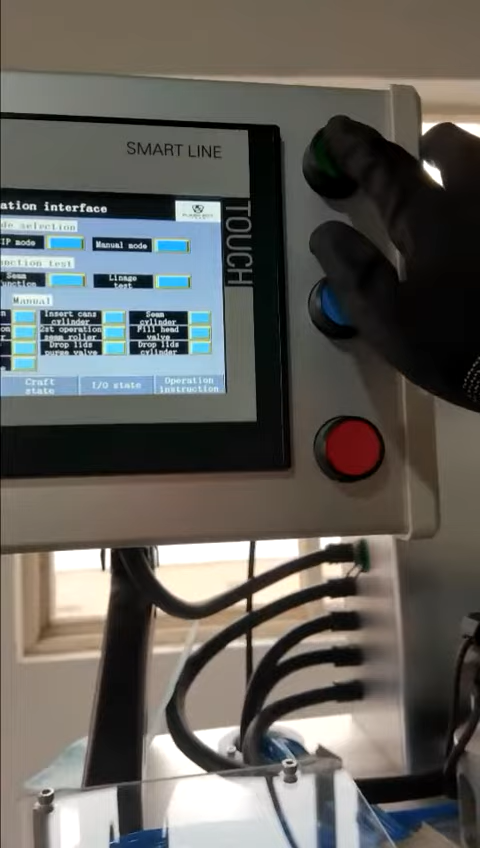 SMART LINE
TOUCH
ation interface
de selection
IP mode
Manual mode
nction test
Seam function
Linage test
Manual
Insert cans cylinder
Seam cylinder
2st operation seam roller
Fill head valve
Drop lids purge valve
Drop lids cylinder
Craft state
I/O state
Operation instruction